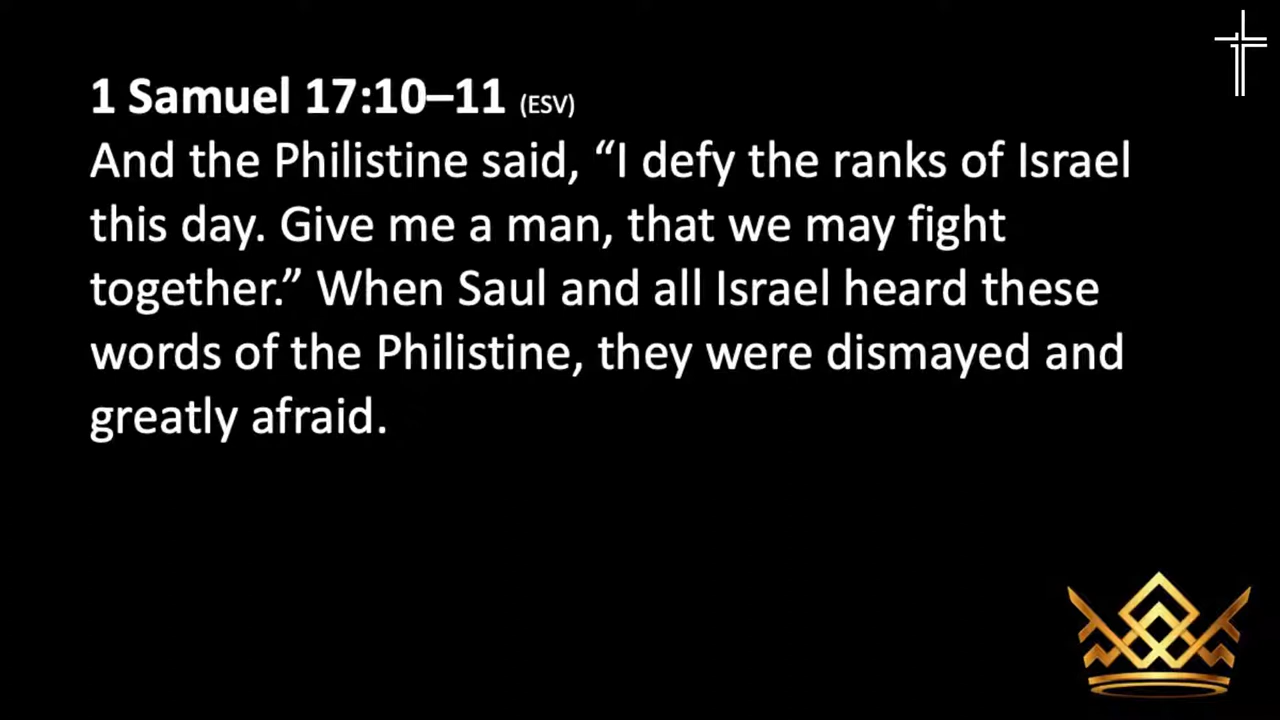 1 Samuel 17:10–11 (ESV)
And the Philistine said, “I defy the ranks of Israel
this day. Give me a man, that we may fight
together.” When Saul and all Israel heard these
words of the Philistine, they were dismayed and
greatly afraid.